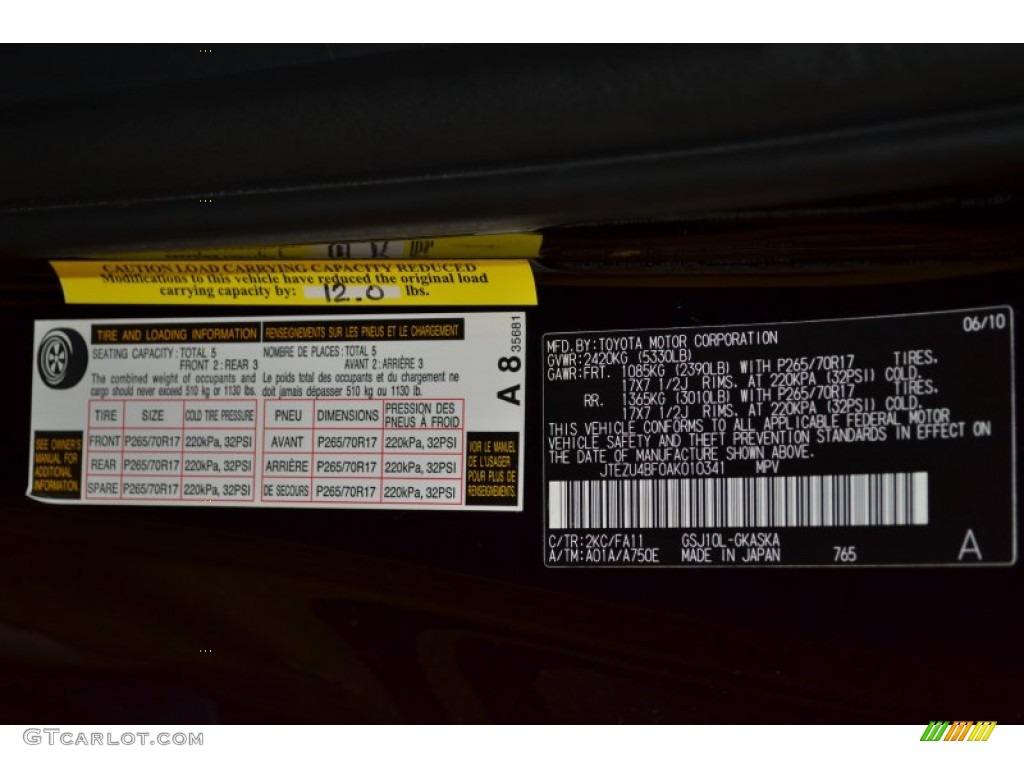 CAUTION LOAD CARRYING CAPACITY REDUCED
Modifications to this vehicle have reduced the original load
carrying capacity by: 12.0 lbs.
TIRE AND LOADING INFORMATION
RENSEIGNEMENTS SUR LES PNEUS ET LE CHARGEMENT
SEATING CAPACITY: TOTAL 5
FRONT 2: REAR 3
NOMBRE DE PLACES: TOTAL 5
AVANT 2: ARRIÈRE 3
The combined weight of occupants and
cargo should never exceed 510 kg or 1130 lb.
Le poids total des occupants et du chargement ne
doit jamais dépasser 510 kg ou 1130 lb.
SEE OWNER'S
MANUAL FOR
ADDITIONAL
INFORMATION.
TIRE SIZE COLD TIRE PRESSURE
FRONT P265/70R17 220kPa, 32PSI
REAR P265/70R17 220kPa, 32PSI
SPARE P265/70R17 220kPa, 32PSI
PNEU DIMENSIONS PRESSION DES
PNEUS A FROID
AVANT P265/70R17 220kPa, 32PSI
ARRIÈRE P265/70R17 220kPa, 32PSI
DE SECOURS P265/70R17 220kPa, 32PSI
VOIR LE MANUEL
DE L'USAGER
POUR PLUS DE
RENSEIGNEMENTS.
A 8 35681
06/10
MFD. BY: TOYOTA MOTOR CORPORATION
GVWR: 2420KG (5330LB)
GAWR: FRT. 1085KG (2390LB) WITH P265/70R17 TIRES.
17X7 1/2J RIMS. AT 220KPA (32PSI) COLD.
RR. 1365KG (3010LB) WITH P265/70R17 TIRES.
17X7 1/2J RIMS. AT 220KPA (32PSI) COLD.
THIS VEHICLE CONFORMS TO ALL APPLICABLE FEDERAL MOTOR
VEHICLE SAFETY AND THEFT PREVENTION STANDARDS IN EFFECT ON
THE DATE OF MANUFACTURE SHOWN ABOVE.
JTEZU4BF0AK010341 MPV
C/TR: 2KC/FA11 GSJ10L-GKASKA
A/TM: A01A/A750E MADE IN JAPAN 765
A
GTCARLOT.COM